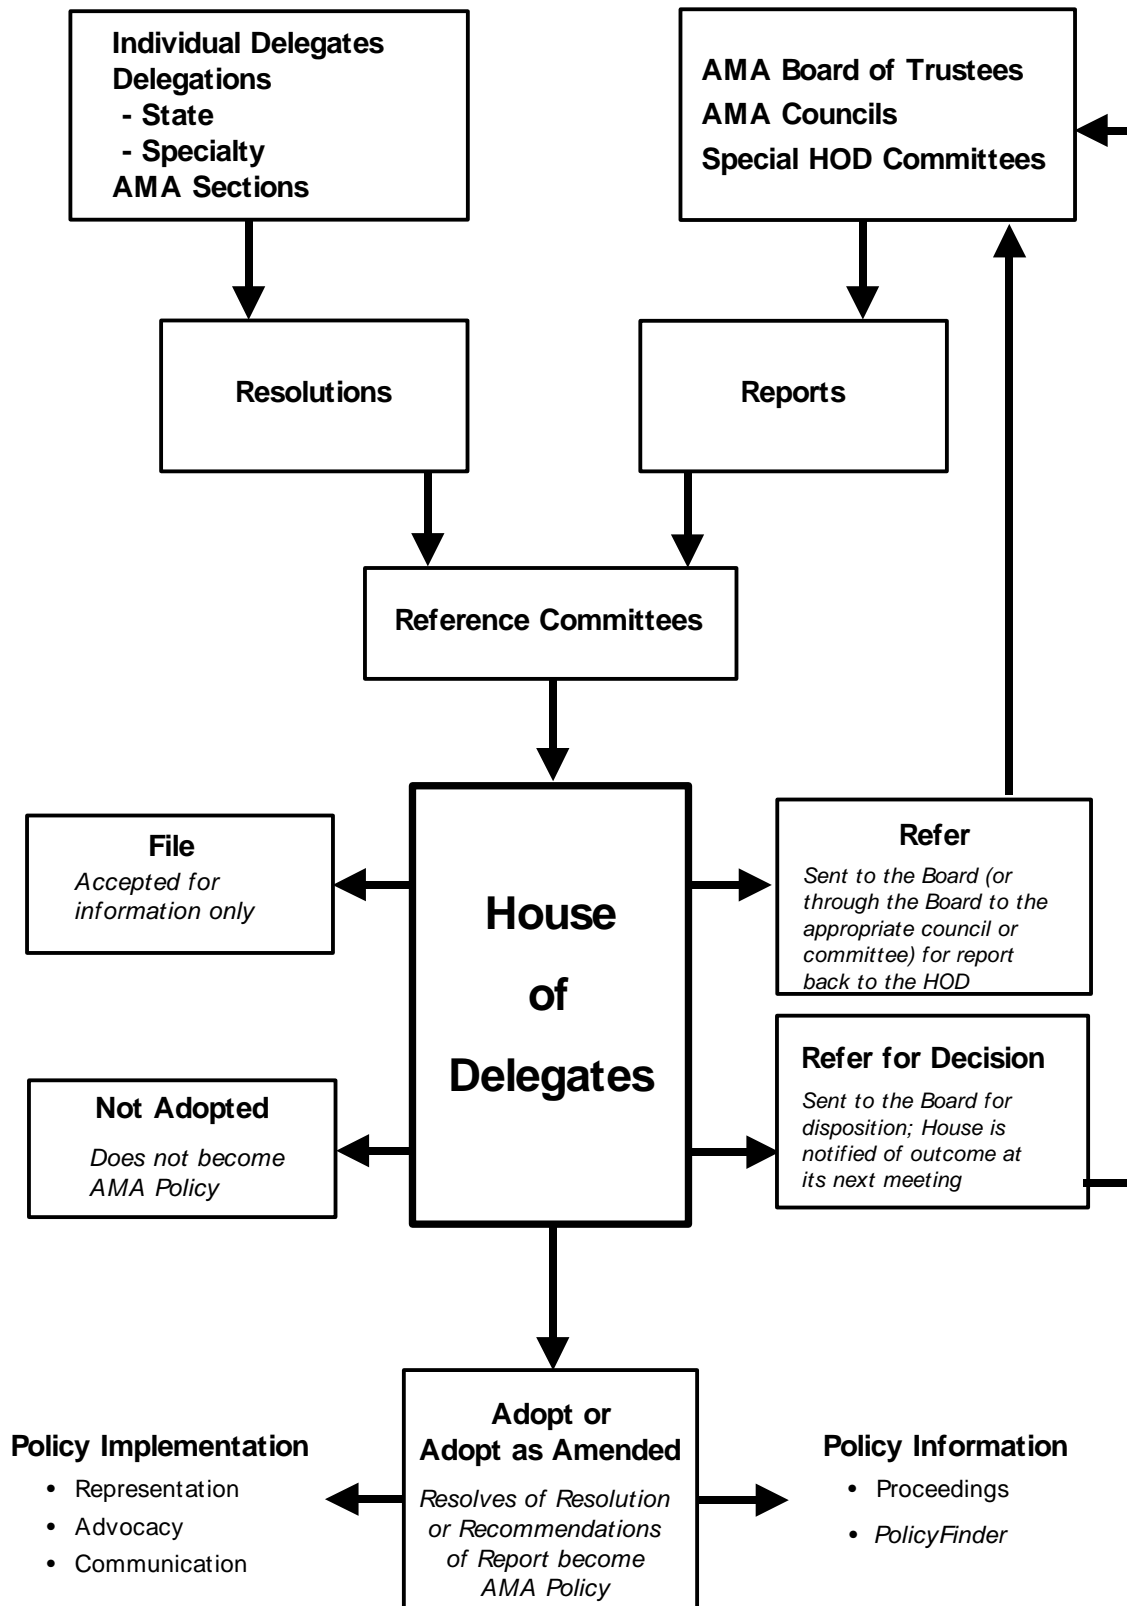 Individual Delegates
Delegations
- State
- Specialty
AMA Sections
AMA Board of Trustees
AMA Councils
Special HOD Committees
Resolutions
Reports
Reference Committees
House
of
Delegates
File
Accepted for
information only
Refer
Sent to the Board (or
through the Board to the
appropriate council or
committee) for report
back to the HOD
Not Adopted
Does not become
AMA Policy
Refer for Decision
Sent to the Board for
disposition; House is
notified of outcome at
its next meeting
Adopt or
Adopt as Amended
Resolves of Resolution
or Recommendations
of Report become
AMA Policy
Policy Implementation
• Representation
• Advocacy
• Communication
Policy Information
• Proceedings
• PolicyFinder